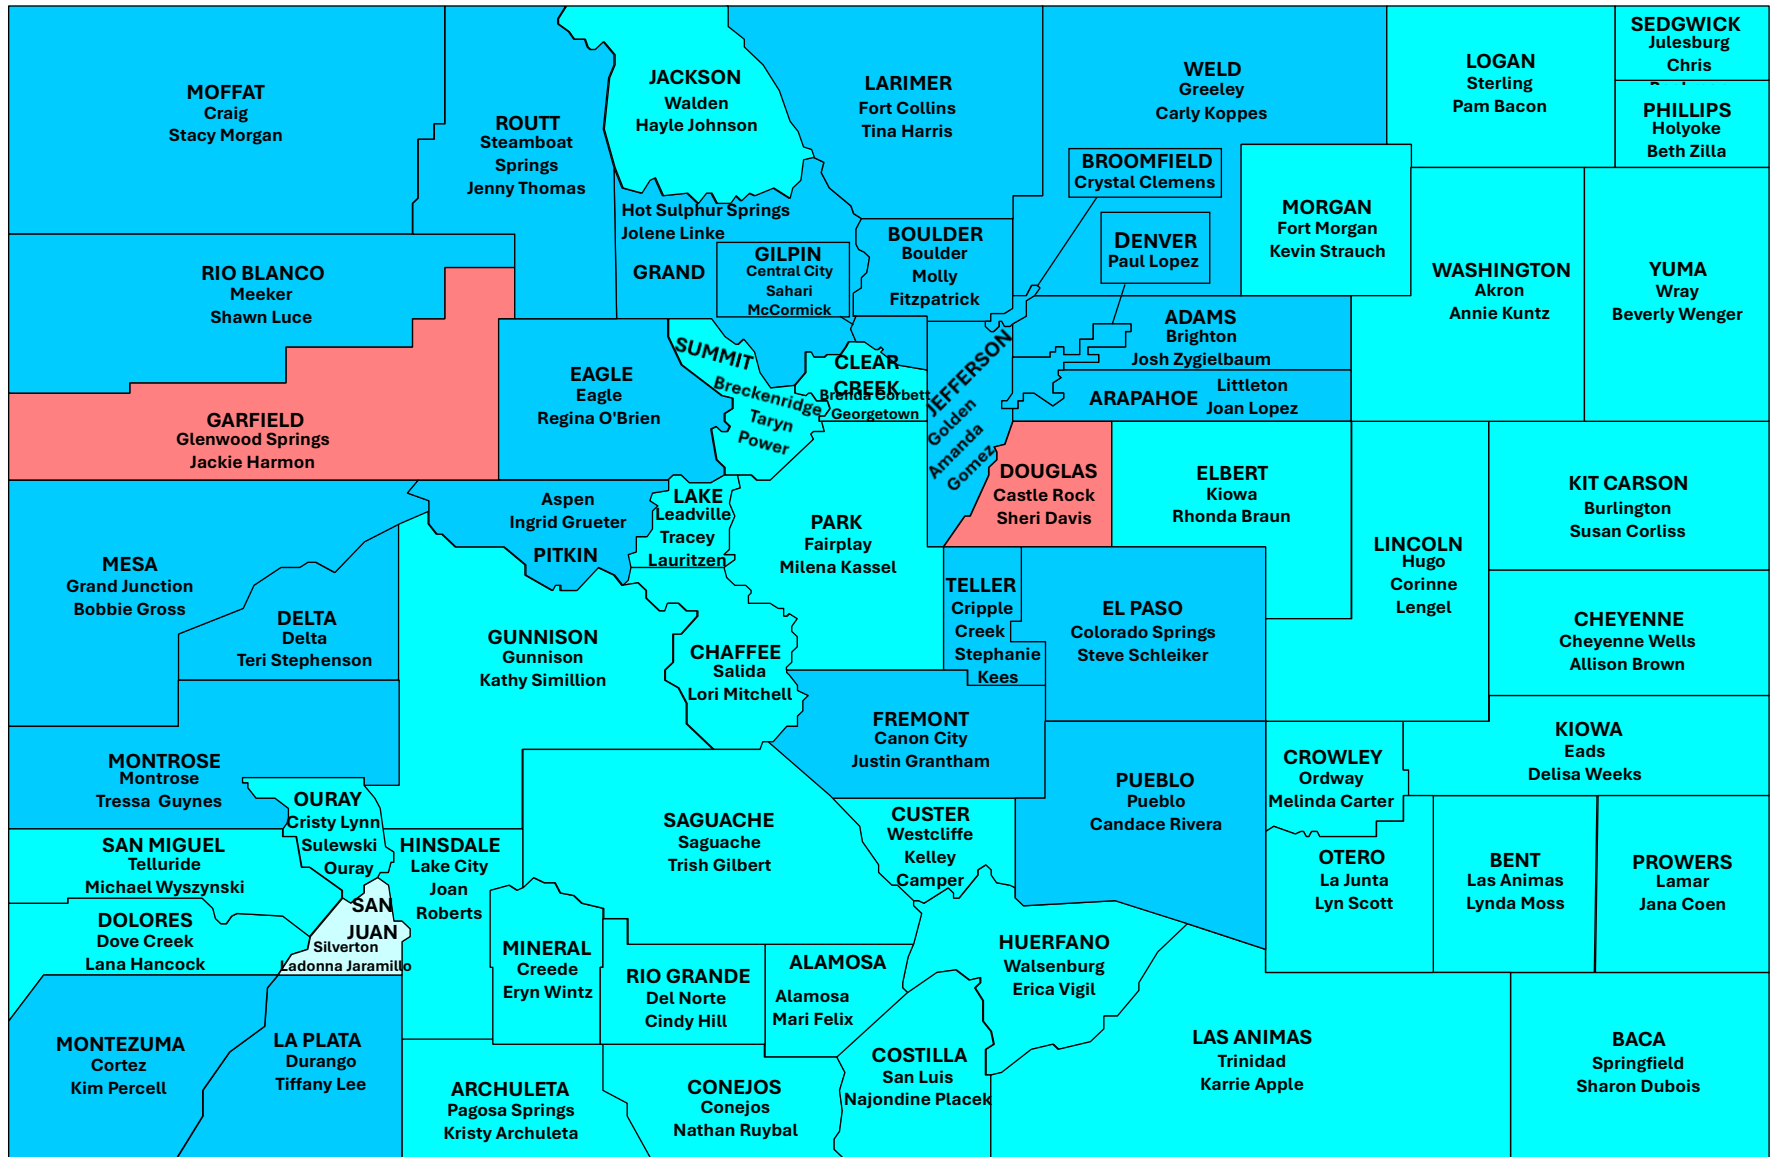 MOFFAT
Craig
Stacy Morgan
ROUTT
Steamboat
Springs
Jenny Thomas
JACKSON
Walden
Hayle Johnson
LARIMER
Fort Collins
Tina Harris
WELD
Greeley
Carly Koppes
LOGAN
Sterling
Pam Bacon
SEDGWICK
Julesburg
Chris
PHILLIPS
Holyoke
Beth Zilla
BROOMFIELD
Crystal Clemens
DENVER
Paul Lopez
MORGAN
Fort Morgan
Kevin Strauch
WASHINGTON
Akron
Annie Kuntz
YUMA
Wray
Beverly Wenger
RIO BLANCO
Meeker
Shawn Luce
Hot Sulphur Springs
Jolene Linke
GRAND
GILPIN
Central City
Sahari
McCormick
BOULDER
Boulder
Molly
Fitzpatrick
ADAMS
Brighton
Josh Zygielbaum
ARAPAHOE
Littleton
Joan Lopez
GARFIELD
Glenwood Springs
Jackie Harmon
EAGLE
Eagle
Regina O'Brien
SUMMIT
Breckenridge
Taryn
Power
CLEAR
CREEK
Brenda Corbett
Georgetown
JEFFERSON
Golden
Amanda
Gomez
DOUGLAS
Castle Rock
Sheri Davis
ELBERT
Kiowa
Rhonda Braun
LINCOLN
Hugo
Corinne
Lengel
KIT CARSON
Burlington
Susan Corliss
MESA
Grand Junction
Bobbie Gross
Aspen
Ingrid Grueter
PITKIN
LAKE
Leadville
Tracey
Lauritzen
PARK
Fairplay
Milena Kassel
TELLER
Cripple
Creek
Stephanie
Kees
EL PASO
Colorado Springs
Steve Schleiker
CHEYENNE
Cheyenne Wells
Allison Brown
DELTA
Delta
Teri Stephenson
GUNNISON
Gunnison
Kathy Simillion
CHAFFEE
Salida
Lori Mitchell
FREMONT
Canon City
Justin Grantham
KIOWA
Eads
Delisa Weeks
MONTROSE
Montrose
Tressa  Guynes
OURAY
Cristy Lynn
Sulewski
Ouray
PUEBLO
Pueblo
Candace Rivera
CROWLEY
Ordway
Melinda Carter
SAN MIGUEL
Telluride
Michael Wyszynski
HINSDALE
Lake City
Joan
Roberts
SAGUACHE
Saguache
Trish Gilbert
CUSTER
Westcliffe
Kelley
Camper
OTERO
La Junta
Lyn Scott
BENT
Las Animas
Lynda Moss
PROWERS
Lamar
Jana Coen
DOLORES
Dove Creek
Lana Hancock
SAN
JUAN
Silverton
Ladonna Jaramillo
MINERAL
Creede
Eryn Wintz
RIO GRANDE
Del Norte
Cindy Hill
ALAMOSA
Alamosa
Mari Felix
HUERFANO
Walsenburg
Erica Vigil
MONTEZUMA
Cortez
Kim Percell
LA PLATA
Durango
Tiffany Lee
ARCHULETA
Pagosa Springs
Kristy Archuleta
CONEJOS
Conejos
Nathan Ruybal
COSTILLA
San Luis
Najondine Placek
LAS ANIMAS
Trinidad
Karrie Apple
BACA
Springfield
Sharon Dubois